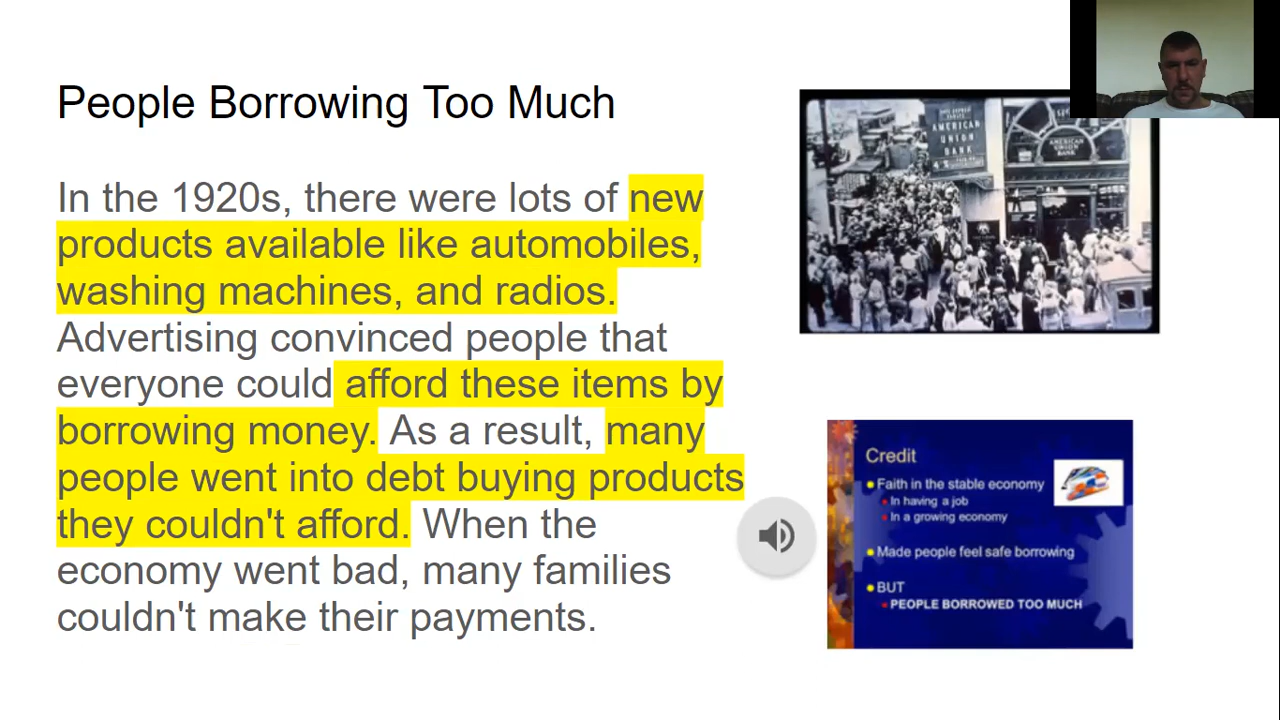 People Borrowing Too Much
In the 1920s, there were lots of new
products available like automobiles,
washing machines, and radios.
Advertising convinced people that
everyone could afford these items by
borrowing money. As a result, many
people went into debt buying products
they couldn't afford. When the
economy went bad, many families
couldn't make their payments.
AMERICAN
UNION
BANK
AMERICAN
UNION
BANK
Credit
Faith in the stable economy
In having a job
In a growing economy
Made people feel safe borrowing
BUT
PEOPLE BORROWED TOO MUCH